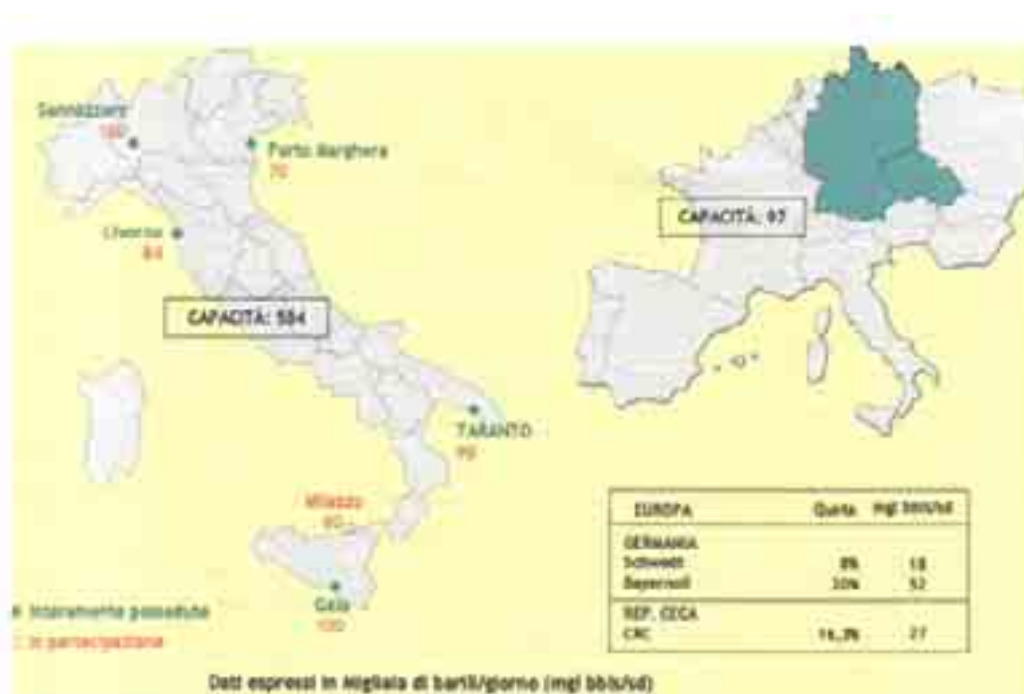 Sannazzaro
160
Porto Marghera
70
Livorno
84
CAPACITÀ: 584
TARANTO
90
Milazzo
80
Gela
100
Interamente possedute
In partecipazione
CAPACITÀ: 97
EUROPA Quota mgl bbls/sd
GERMANIA
Schwedt 8% 18
Bayernoil 20% 52
REP. CECA
CRC 16,3% 27
Dati espressi in Migliaia di barili/giorno (mgl bbls/sd)